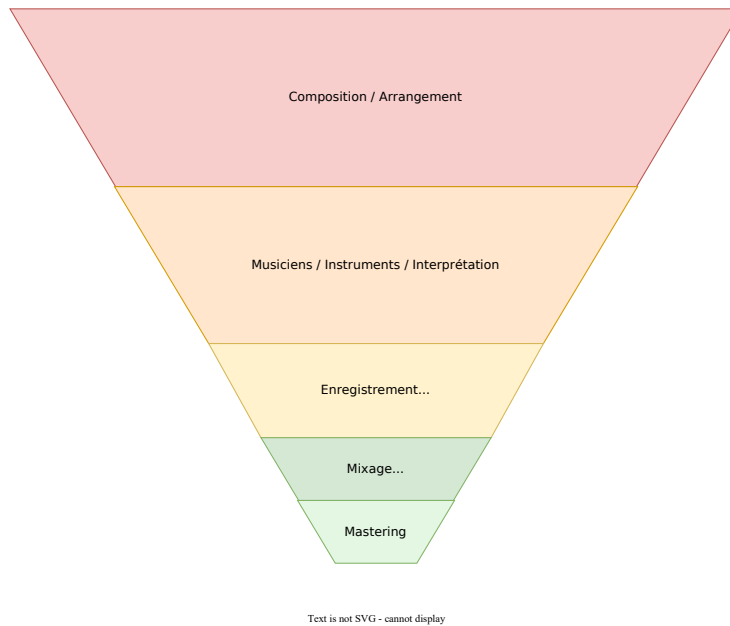 Composition / Arrangement
Musiciens / Instruments / Interprétation
Enregistrement...
Mixage...
Mastering
Text is not SVG - cannot display